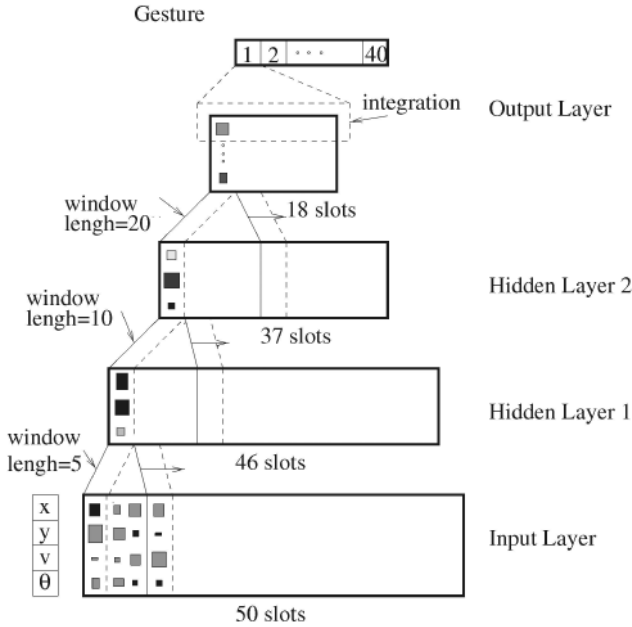 Gesture
1 2 ∘ ∘ ∘ 40
integration
Output Layer
window
lengh=20
18 slots
Hidden Layer 2
window
lengh=10
37 slots
Hidden Layer 1
window
lengh=5
46 slots
x
y
v
θ
Input Layer
50 slots